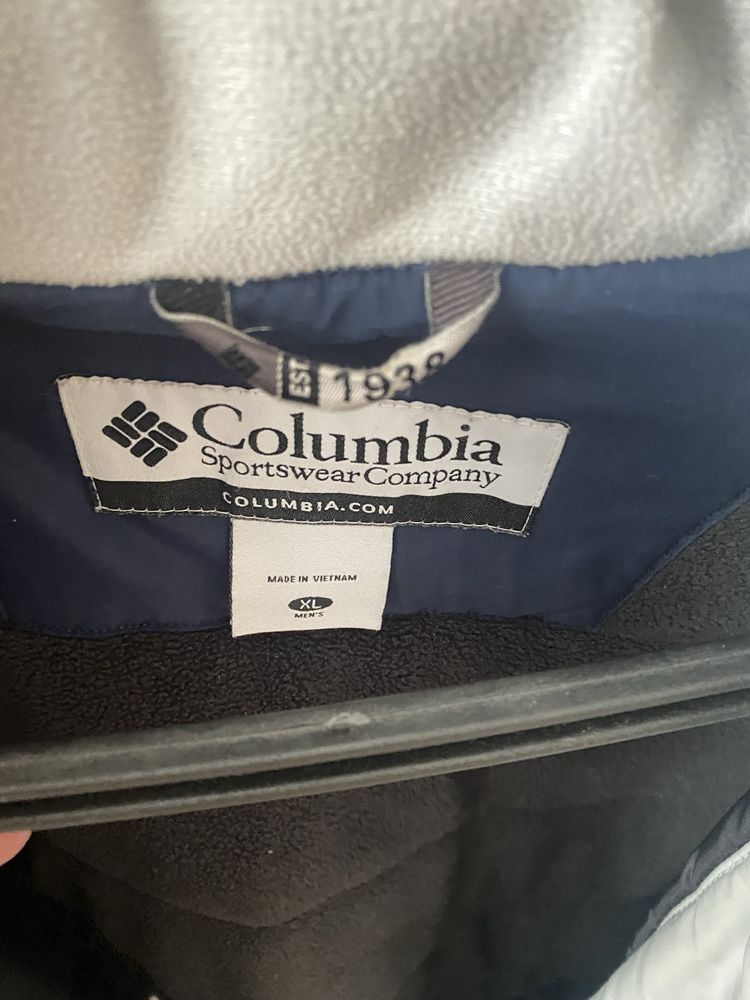 EST 1938
Columbia
Sportswear Company
COLUMBIA.COM
MADE IN VIETNAM
XL
MEN'S